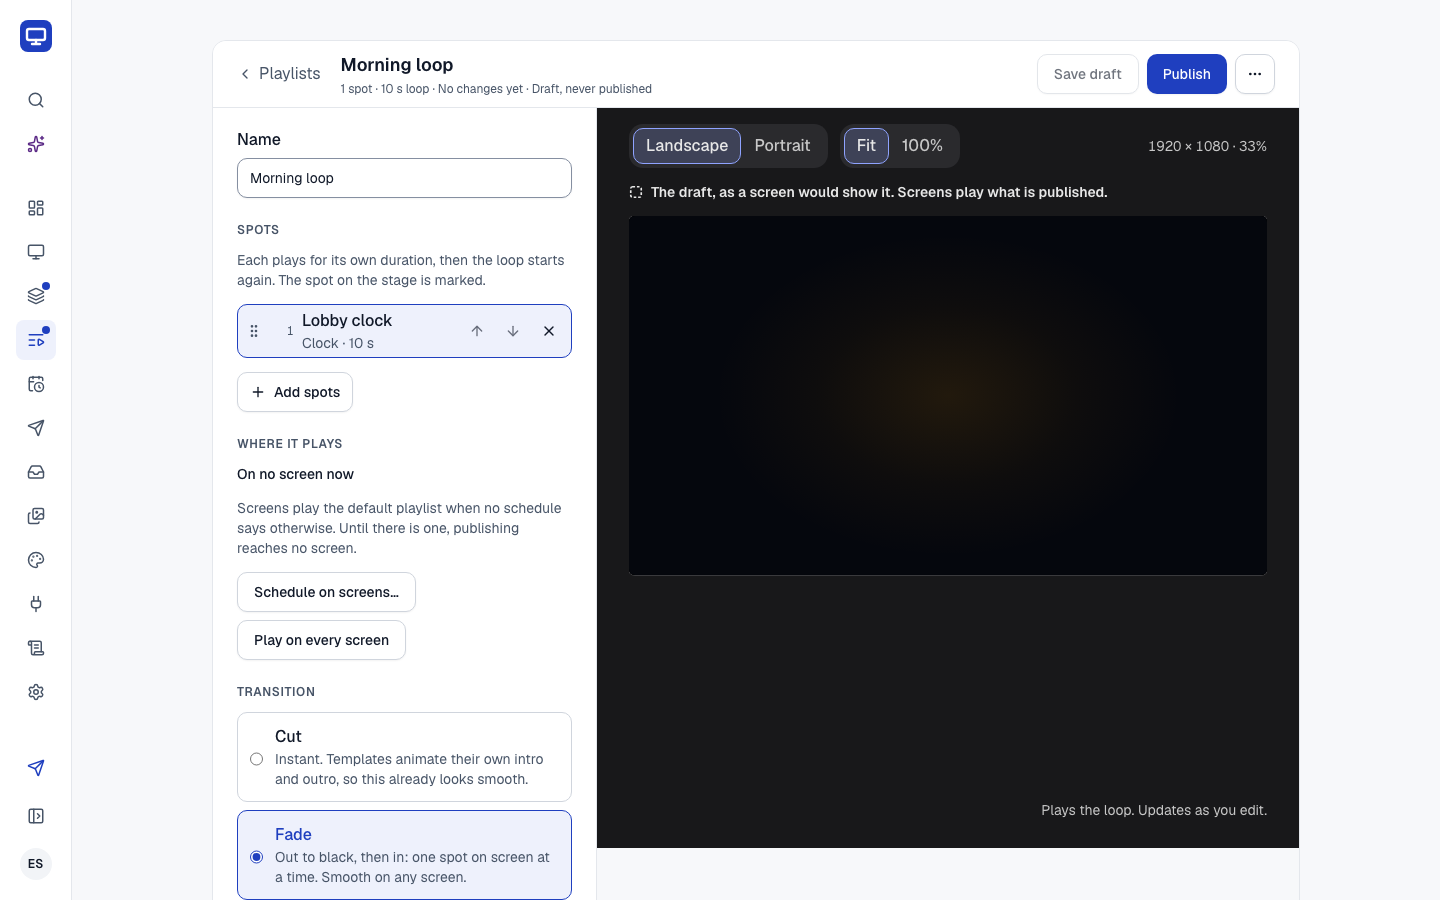 Playlists
Morning loop
1 spot · 10 s loop · No changes yet · Draft, never published
Save draft
Publish
Name
Morning loop
SPOTS
Each plays for its own duration, then the loop starts
again. The spot on the stage is marked.
1
Lobby clock
Clock · 10 s
Add spots
WHERE IT PLAYS
On no screen now
Screens play the default playlist when no schedule
says otherwise. Until there is one, publishing
reaches no screen.
Schedule on screens...
Play on every screen
TRANSITION
Cut
Instant. Templates animate their own intro
and outro, so this already looks smooth.
Fade
Out to black, then in: one spot on screen at
a time. Smooth on any screen.
Landscape
Portrait
Fit
100%
1920 × 1080 · 33%
The draft, as a screen would show it. Screens play what is published.
Plays the loop. Updates as you edit.
ES